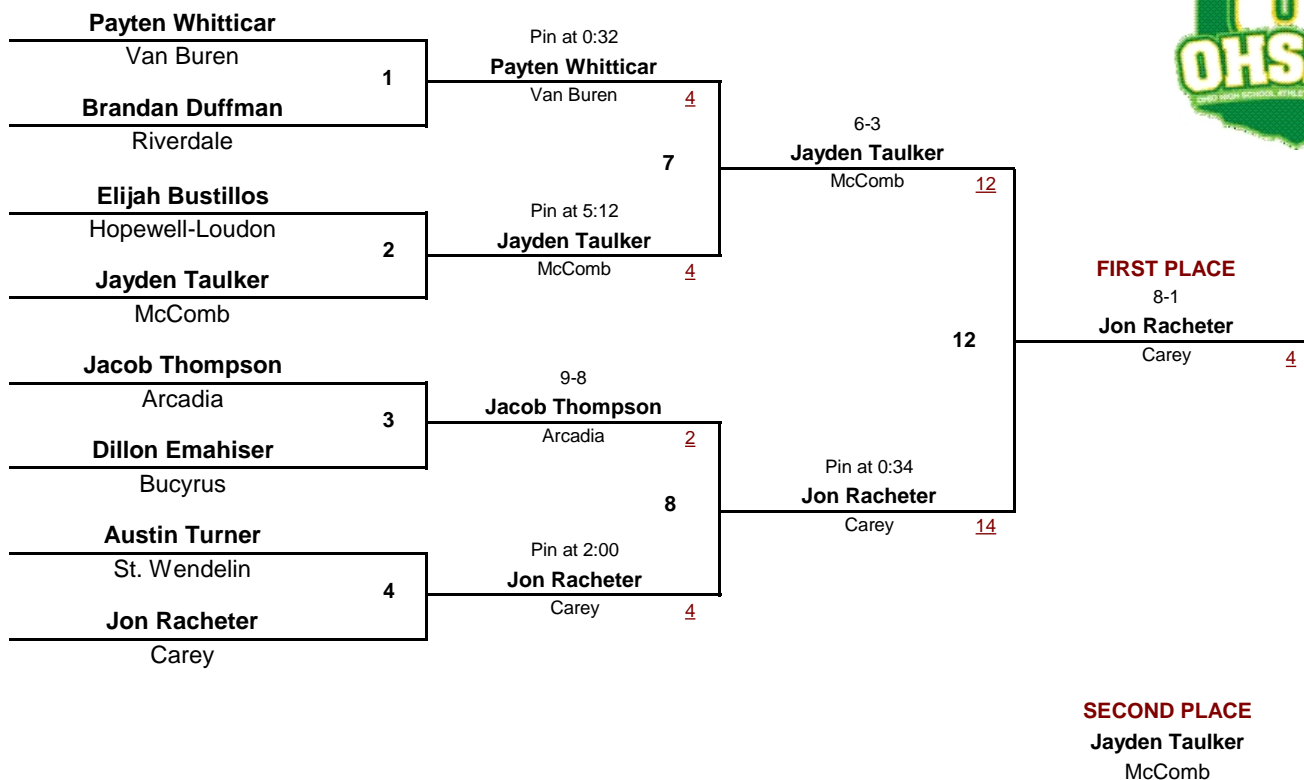 Payten Whitticar
Van Buren
1
Brandan Duffman
Riverdale
Elijah Bustillos
Hopewell-Loudon
2
Jayden Taulker
McComb
Jacob Thompson
Arcadia
3
Dillon Emahiser
Bucyrus
Austin Turner
St. Wendelin
4
Jon Racheter
Carey
Pin at 0:32
Payten Whitticar
Van Buren 4
7
Pin at 5:12
Jayden Taulker
McComb 4
9-8
Jacob Thompson
Arcadia 2
8
Pin at 2:00
Jon Racheter
Carey 4
6-3
Jayden Taulker
McComb 12
12
Pin at 0:34
Jon Racheter
Carey 14
OHS
FIRST PLACE
8-1
Jon Racheter
Carey 4
SECOND PLACE
Jayden Taulker
McComb